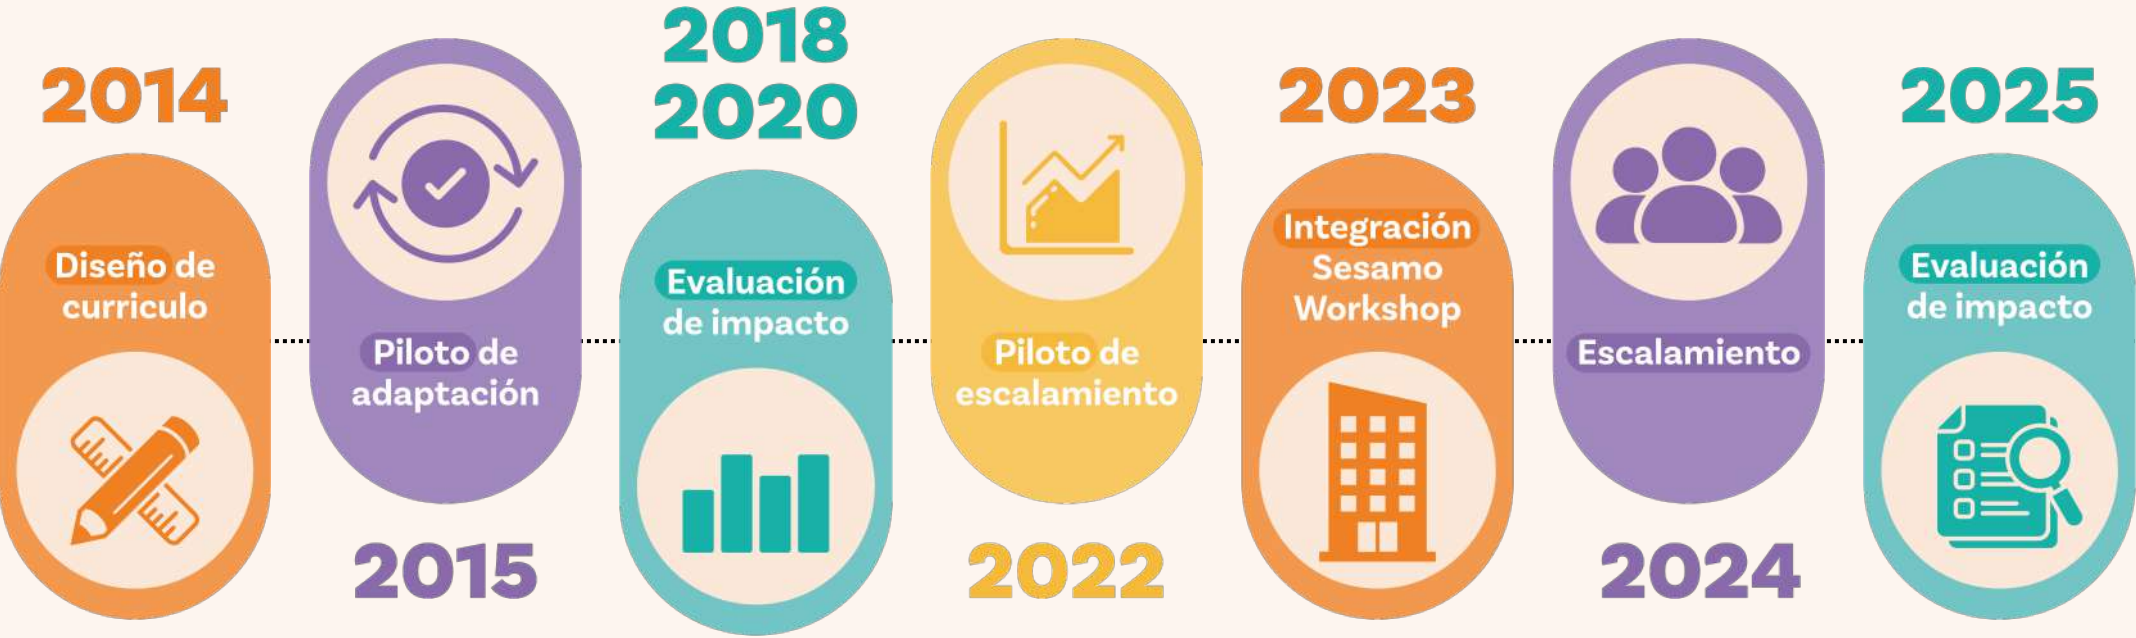 2014
Diseño de
curriculo
Piloto de
adaptación
2015
2018
2020
Evaluación
de impacto
Piloto de
escalamiento
2022
2023
Integración
Sesamo
Workshop
Escalamiento
2024
2025
Evaluación
de impacto